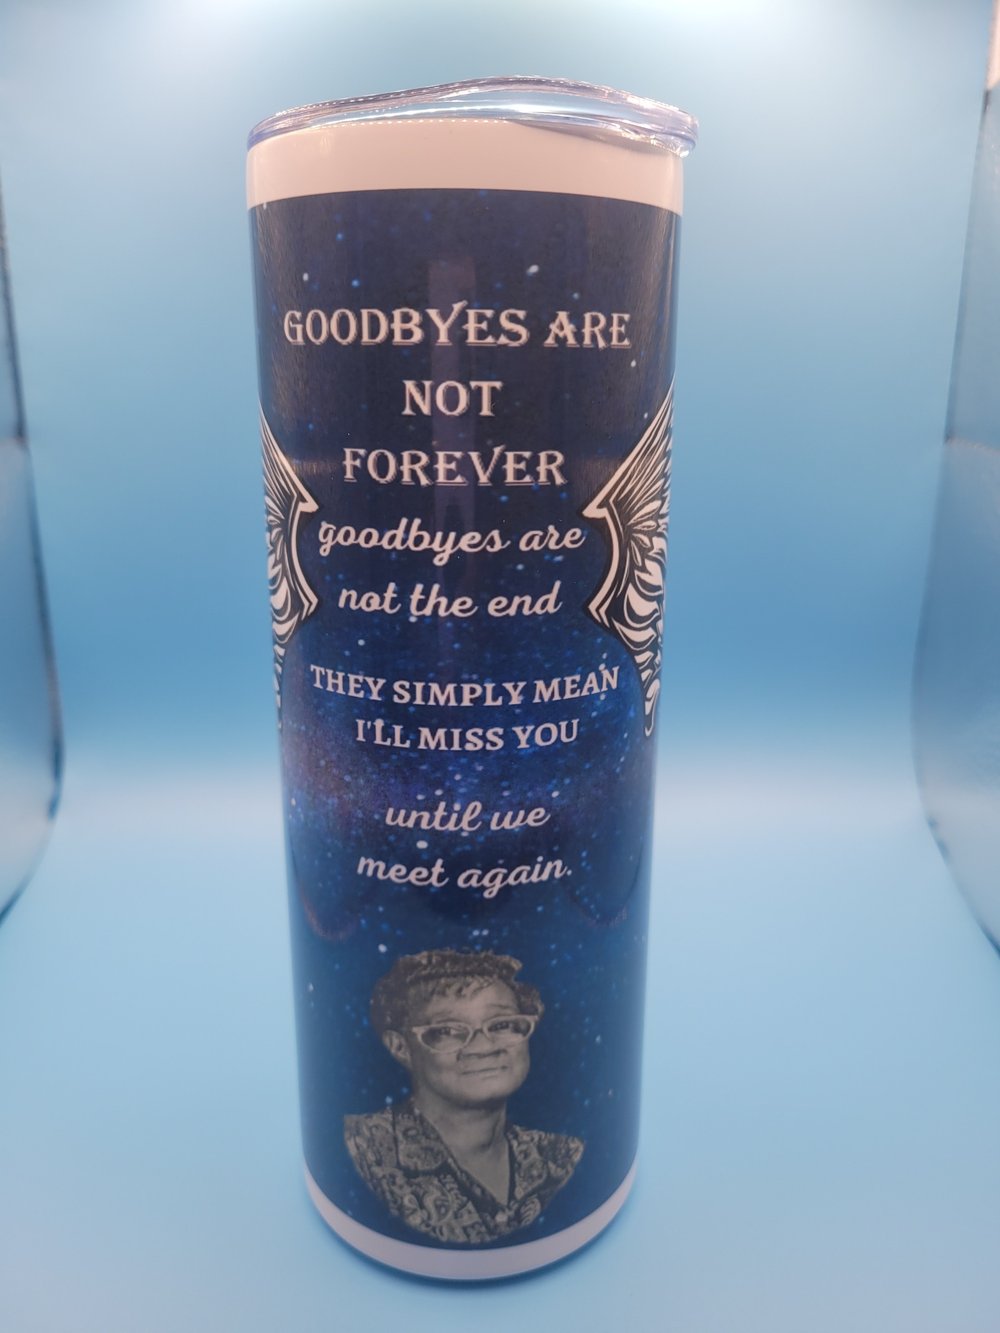 GOODBYES ARE
NOT
FOREVER
goodbyes are
not the end
THEY SIMPLY MEAN
I'LL MISS YOU
until we
meet again.